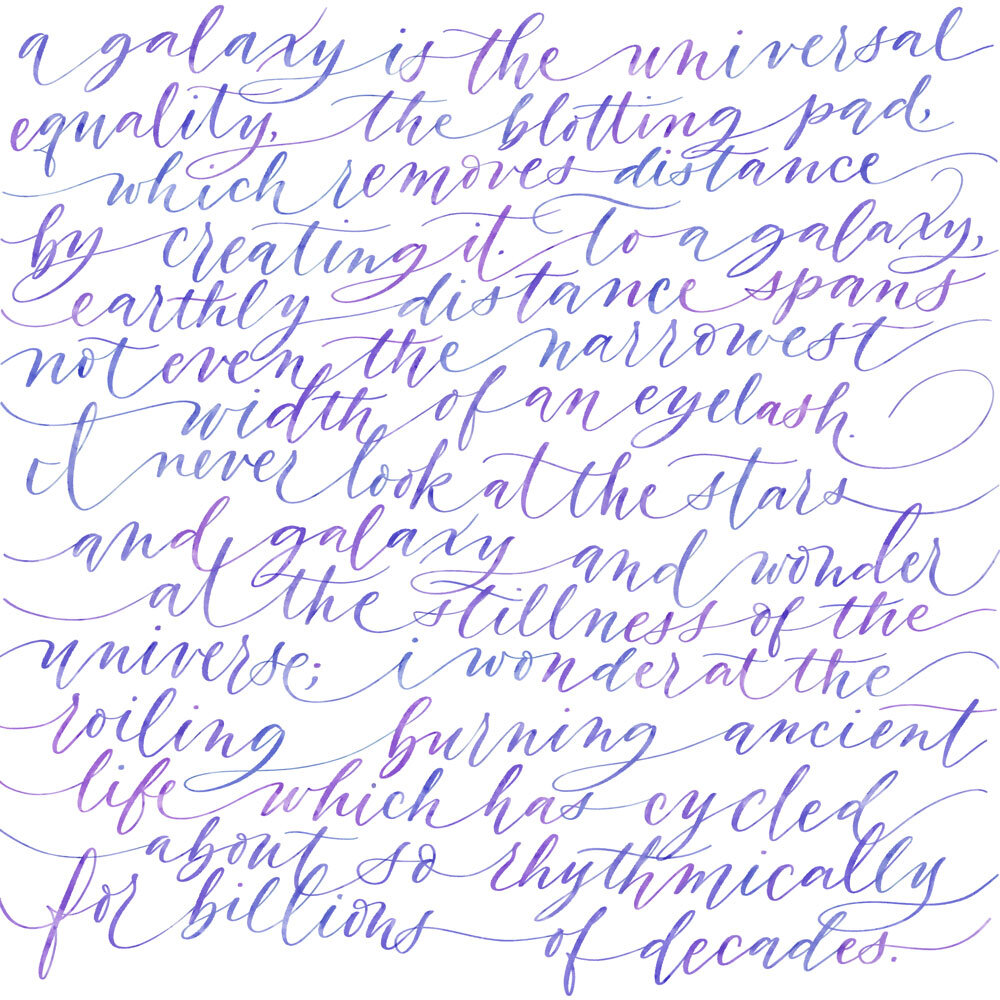 a galaxy is the universal
equality, the blotting pad,
which removes distance
by creating it. To a galaxy,
earthly distance spans
not even the narrowest
width of an eyelash.
I never look at the stars
and galaxy and wonder
at the stillness of the
universe; i wonder at the
roiling burning ancient
life which has cycled
about so rhythmically
for billions of decades.